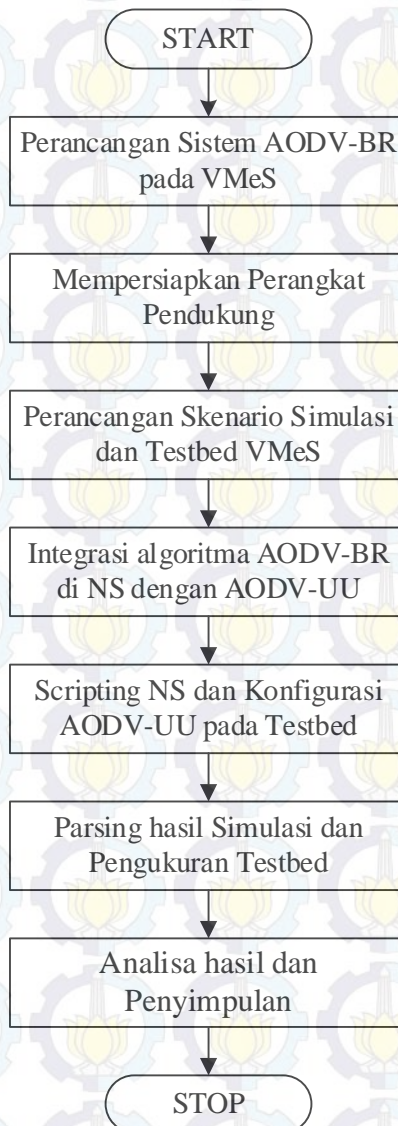 START
Perancangan Sistem AODV-BR
pada VMeS
Mempersiapkan Perangkat
Pendukung
Perancangan Skenario Simulasi
dan Testbed VMeS
Integrasi algoritma AODV-BR
di NS dengan AODV-UU
Scripting NS dan Konfigurasi
AODV-UU pada Testbed
Parsing hasil Simulasi dan
Pengukuran Testbed
Analisa hasil dan
Penyimpulan
STOP